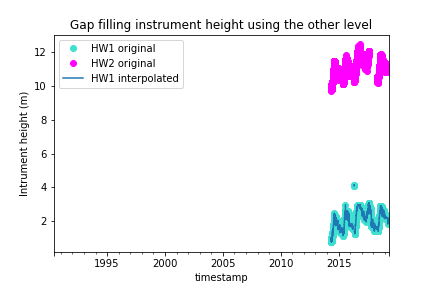 Gap filling instrument height using the other level
HW1 original
HW2 original
HW1 interpolated
Intrument height (m)
12
10
8
6
4
2
1995
2000
2005
2010
2015
timestamp